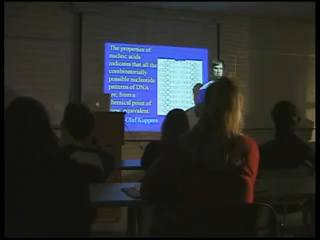 The properties of
nucleic acids
indicates that all the
combinatorially
possible nucleotide
patterns of DNA
are, from a
chemical point of
view, equivalent.
Olaf Kuppers